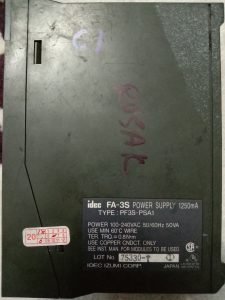 C1
idec FA-3S POWER SUPPLY 1250mA
TYPE: PF3S-PSA1
POWER 100-240VAC 50/60Hz 50VA
USE MIN 60°C WIRE
TER. TRQ = 0.8N·m
USE COPPER CNDCT ONLY
SEE INST. MAN. FOR MODULES TO BE USED
LOT No.
IDEC IZUMI CORP. JAPAN